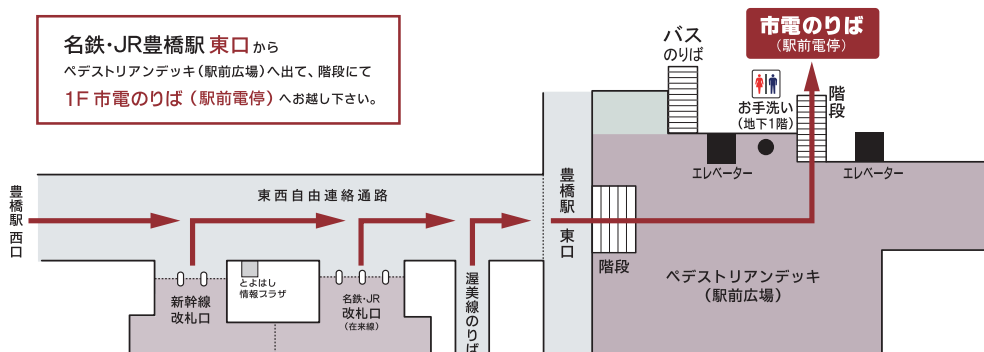 名鉄・JR豊橋駅 東口から
ペデストリアンデッキ（駅前広場）へ出て、階段にて
1F 市電のりば（駅前電停）へお越し下さい。
市電のりば
（駅前電停）
バス
のりば
お手洗い
（地下1階）
階段
エレベーター
エレベーター
豊橋駅 西口
東西自由連絡通路
豊橋駅 東口
階段
ペデストリアンデッキ
（駅前広場）
新幹線
改札口
とよはし
情報プラザ
名鉄・JR
改札口
（在来線）
渥美線のりば